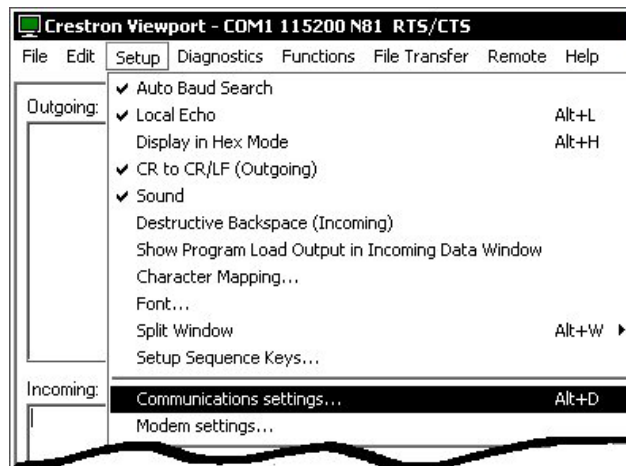 Crestron Viewport - COM1 115200 N81 RTS/CTS
File Edit Setup Diagnostics Functions File Transfer Remote Help
Outgoing:
Auto Baud Search
Local Echo Alt+L
Display in Hex Mode Alt+H
CR to CR/LF (Outgoing)
Sound
Destructive Backspace (Incoming)
Show Program Load Output in Incoming Data Window
Character Mapping...
Font...
Split Window Alt+W
Setup Sequence Keys...
Incoming:
Communications settings... Alt+D
Modem settings...